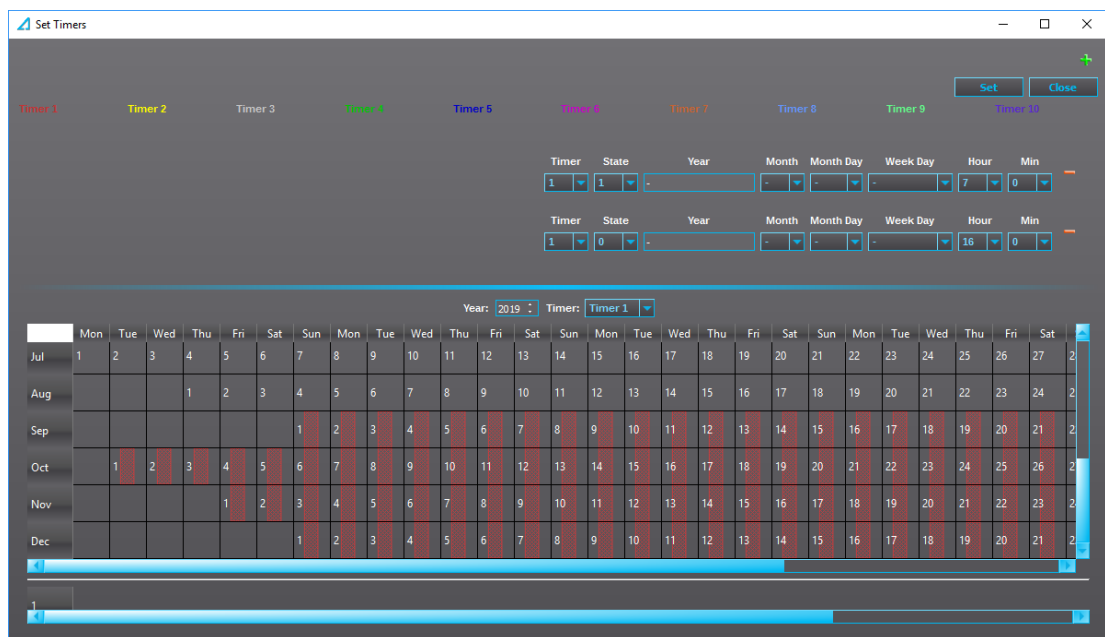 Set Timers
Set Close
Timer 1 Timer 2 Timer 3 Timer 4 Timer 5 Timer 6 Timer 7 Timer 8 Timer 9 Timer 10
Timer State Year Month Month Day Week Day Hour Min
1 1 - - - - 7 0
Timer State Year Month Month Day Week Day Hour Min
1 0 - - - - 16 0
Year: 2019 Timer: Timer 1
Mon Tue Wed Thu Fri Sat Sun Mon Tue Wed Thu Fri Sat Sun Mon Tue Wed Thu Fri Sat Sun Mon Tue Wed Thu Fri Sat
Jul 1 2 3 4 5 6 7 8 9 10 11 12 13 14 15 16 17 18 19 20 21 22 23 24 25 26 27
Aug 1 2 3 4 5 6 7 8 9 10 11 12 13 14 15 16 17 18 19 20 21 22 23 24
Sep 1 2 3 4 5 6 7 8 9 10 11 12 13 14 15 16 17 18 19 20 21
Oct 1 2 3 4 5 6 7 8 9 10 11 12 13 14 15 16 17 18 19 20 21 22 23 24 25 26
Nov 1 2 3 4 5 6 7 8 9 10 11 12 13 14 15 16 17 18 19 20 21 22 23
Dec 1 2 3 4 5 6 7 8 9 10 11 12 13 14 15 16 17 18 19 20 21
1